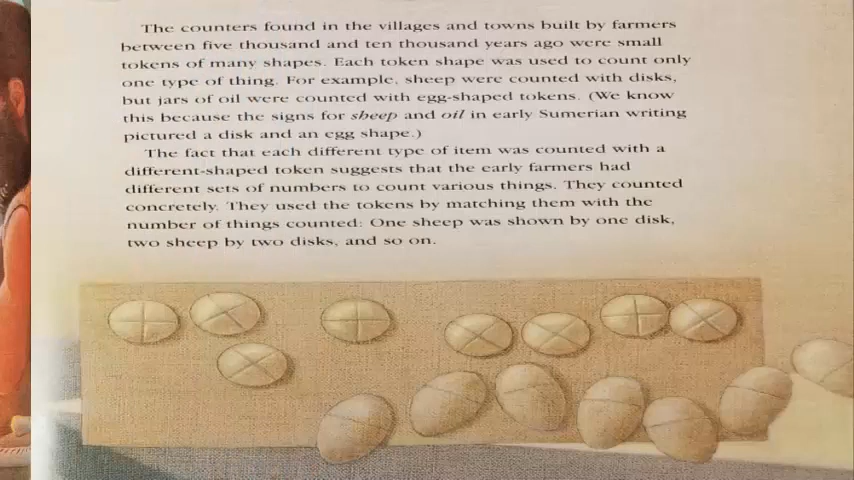 The counters found in the villages and towns built by farmers
between five thousand and ten thousand years ago were small
tokens of many shapes. Each token shape was used to count only
one type of thing. For example, sheep were counted with disks,
but jars of oil were counted with egg-shaped tokens. (We know
this because the signs for sheep and oil in early Sumerian writing
pictured a disk and an egg shape.)
The fact that each different type of item was counted with a
different-shaped token suggests that the early farmers had
different sets of numbers to count various things. They counted
concretely. They used the tokens by matching them with the
number of things counted: One sheep was shown by one disk,
two sheep by two disks, and so on.